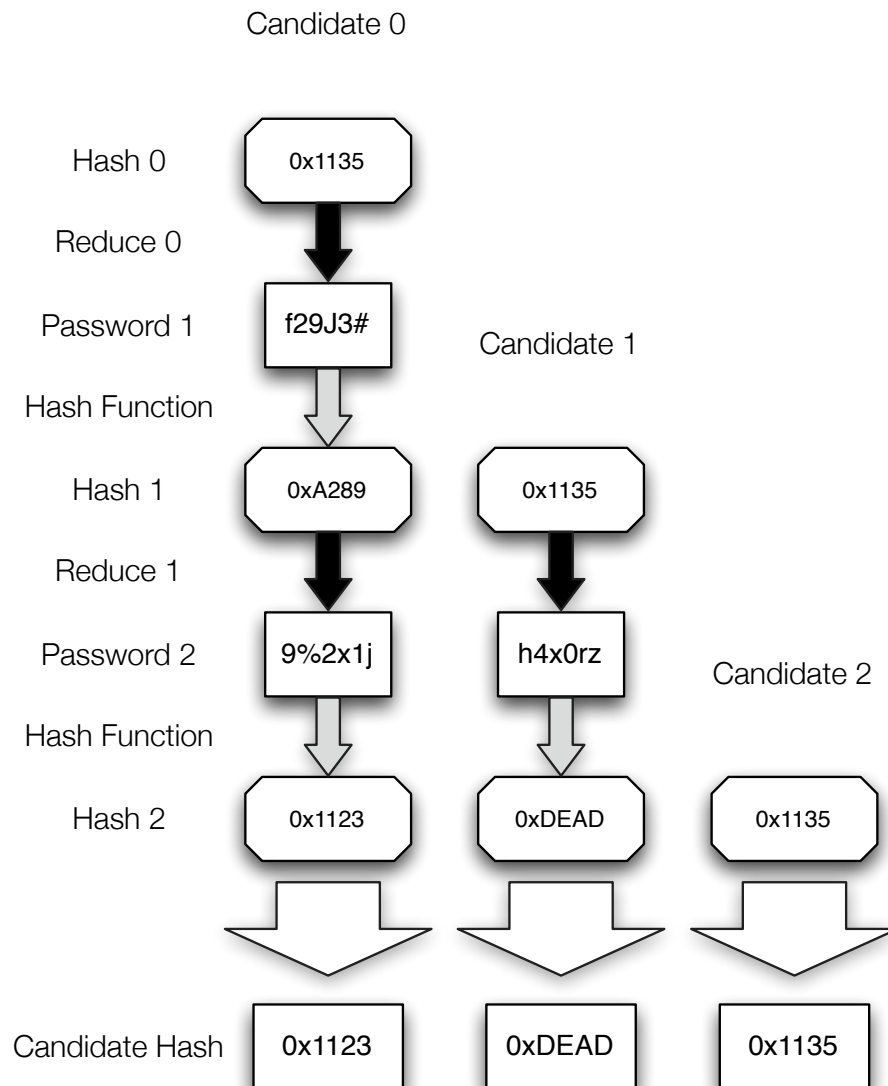 Candidate 0
Hash 0 0x1135
Reduce 0
Password 1 f29J3#
Candidate 1
Hash Function
Hash 1 0xA289 0x1135
Reduce 1
Password 2 9%2x1j h4x0rz
Candidate 2
Hash Function
Hash 2 0x1123 0xDEAD 0x1135
Candidate Hash 0x1123 0xDEAD 0x1135